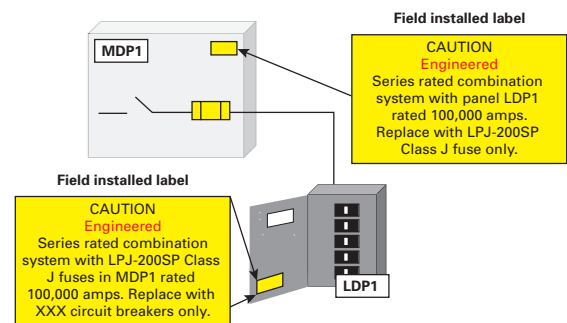 Field installed label
MDP1
CAUTION
Engineered
Series rated combination
system with panel LDP1
rated 100,000 amps.
Replace with LPJ-200SP
Class J fuse only.
Field installed label
CAUTION
Engineered
Series rated combination
system with LPJ-200SP Class
J fuses in MDP1 rated
100,000 amps. Replace with
XXX circuit breakers only.
LDP1